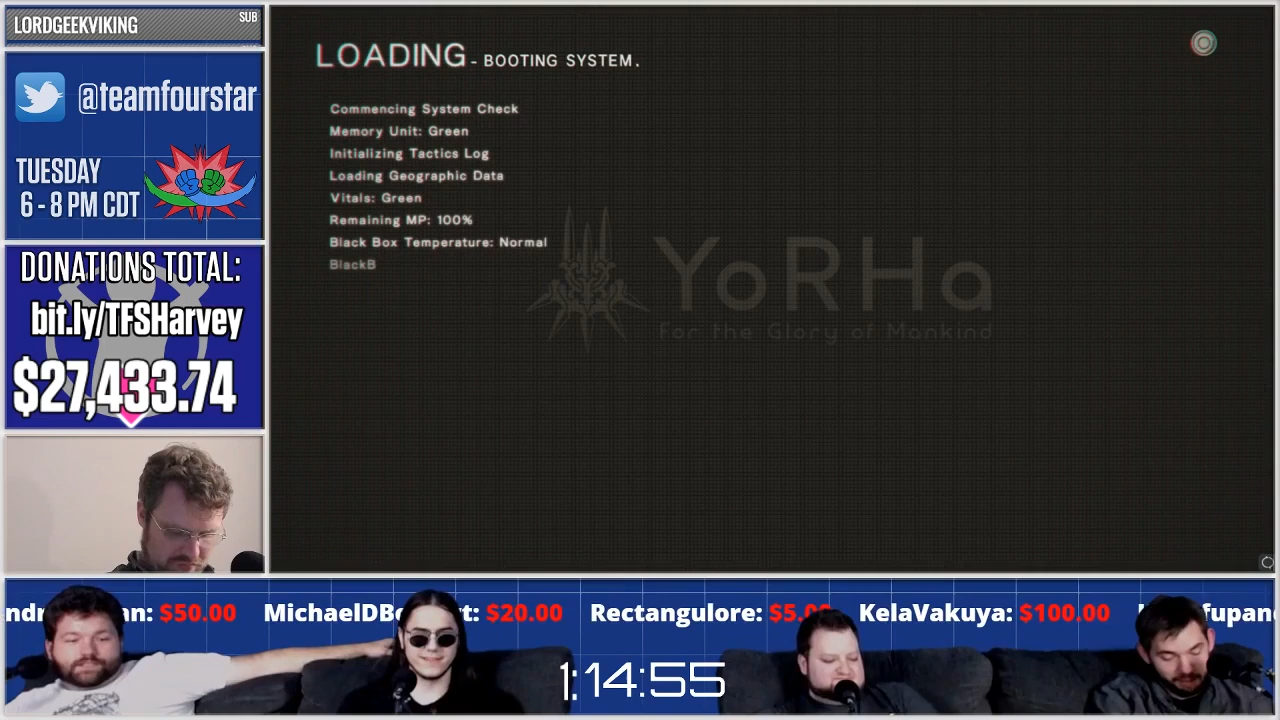 LORDGEEKVIKING
SUB
@teamfourstar
TUESDAY
6 - 8 PM CDT
DONATIONS TOTAL:
bit.ly/TFSHarvey
$27,433.74
LOADING - BOOTING SYSTEM.
Commencing System Check
Memory Unit: Green
Initializing Tactics Log
Loading Geographic Data
Vitals: Green
Remaining MP: 100%
Black Box Temperature: Normal
BlackB
YoRHa
For the Glory of Mankind
$50.00 $20.00 Rectangulore: KelaVakuya: $100.00
1:14:55